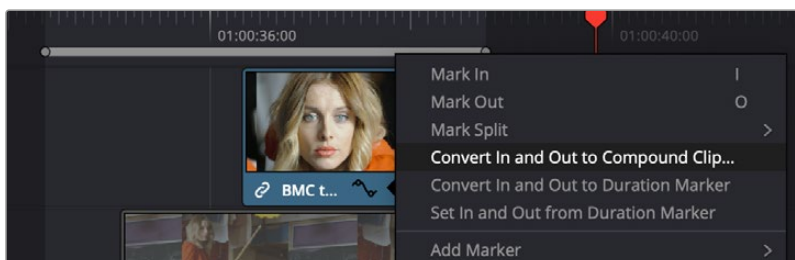 01:00:36:00 01:00:40:00
Mark In I
Mark Out O
Mark Split >
Convert In and Out to Compound Clip...
BMC t... Convert In and Out to Duration Marker
Set In and Out from Duration Marker
Add Marker >